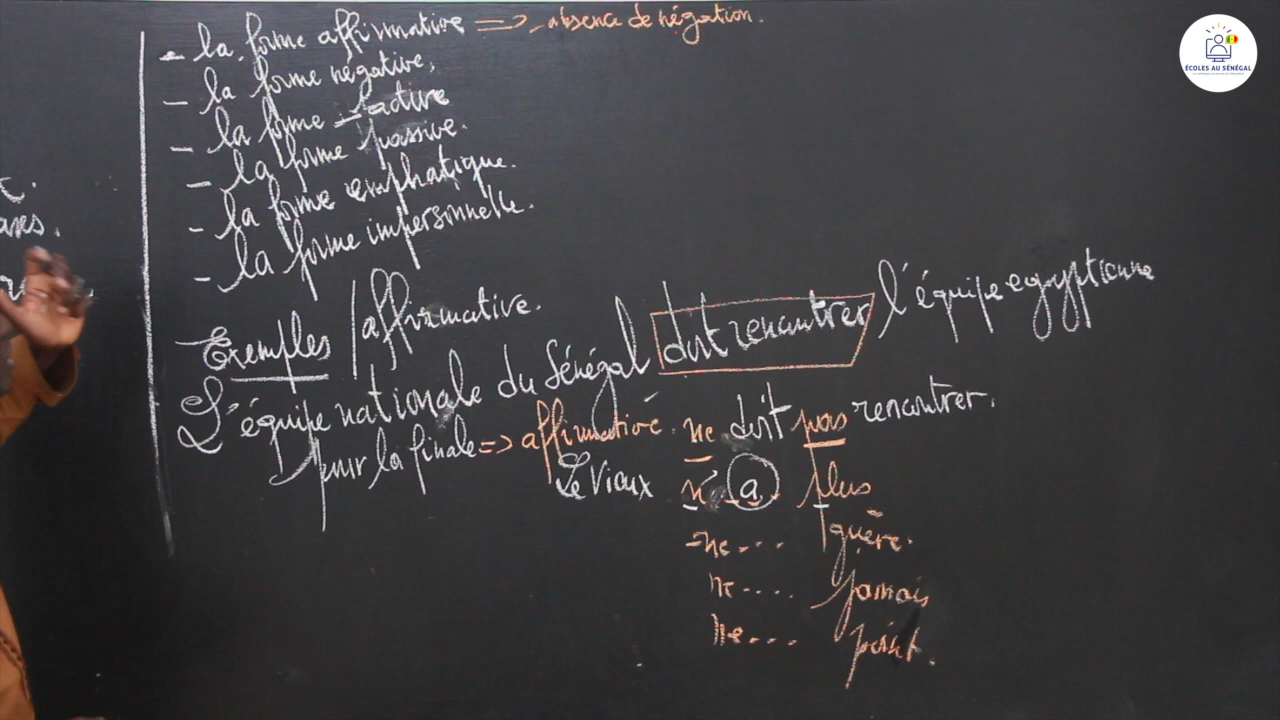 - la forme affirmative => absence de négation.
- la forme négative,
- la forme active
- la forme passive.
- la forme emphatique.
- la forme impersonnelle.
Exemples / affirmative.
L'équipe nationale du Sénégal doit rencontrer l'équipe egyptienne
pour la finale => affirmative. ne doit pas rencontrer.
Le vieux n' a plus
- ne ... guère.
ne .... jamais
ne ... point.
ÉCOLES AU SÉNÉGAL